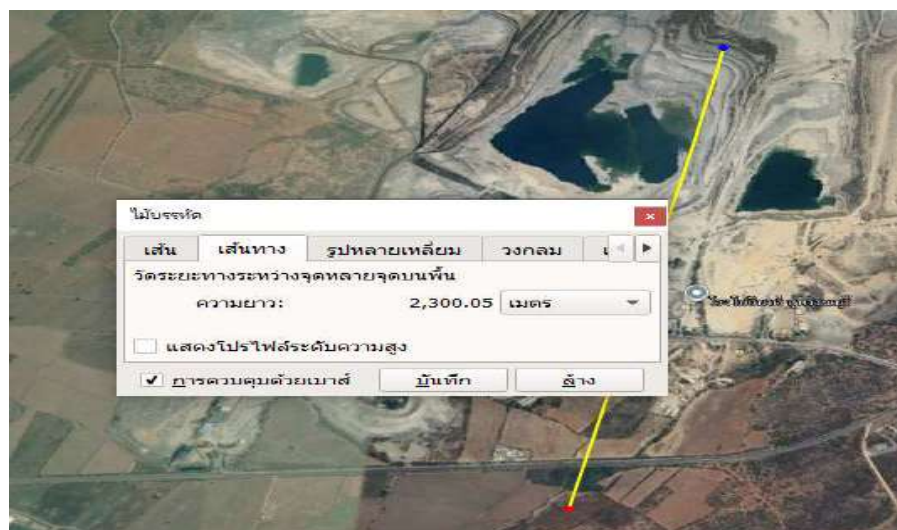 ไม้บรรทัด
เส้น เส้นทาง รูปหลายเหลี่ยม วงกลม
วัดระยะทางระหว่างจุดหลายจุดบนพื้น
ความยาว: 2,300.05 เมตร
แสดงโปรไฟล์ระดับความสูง
การควบคุมด้วยเมาส์ บันทึก ล้าง